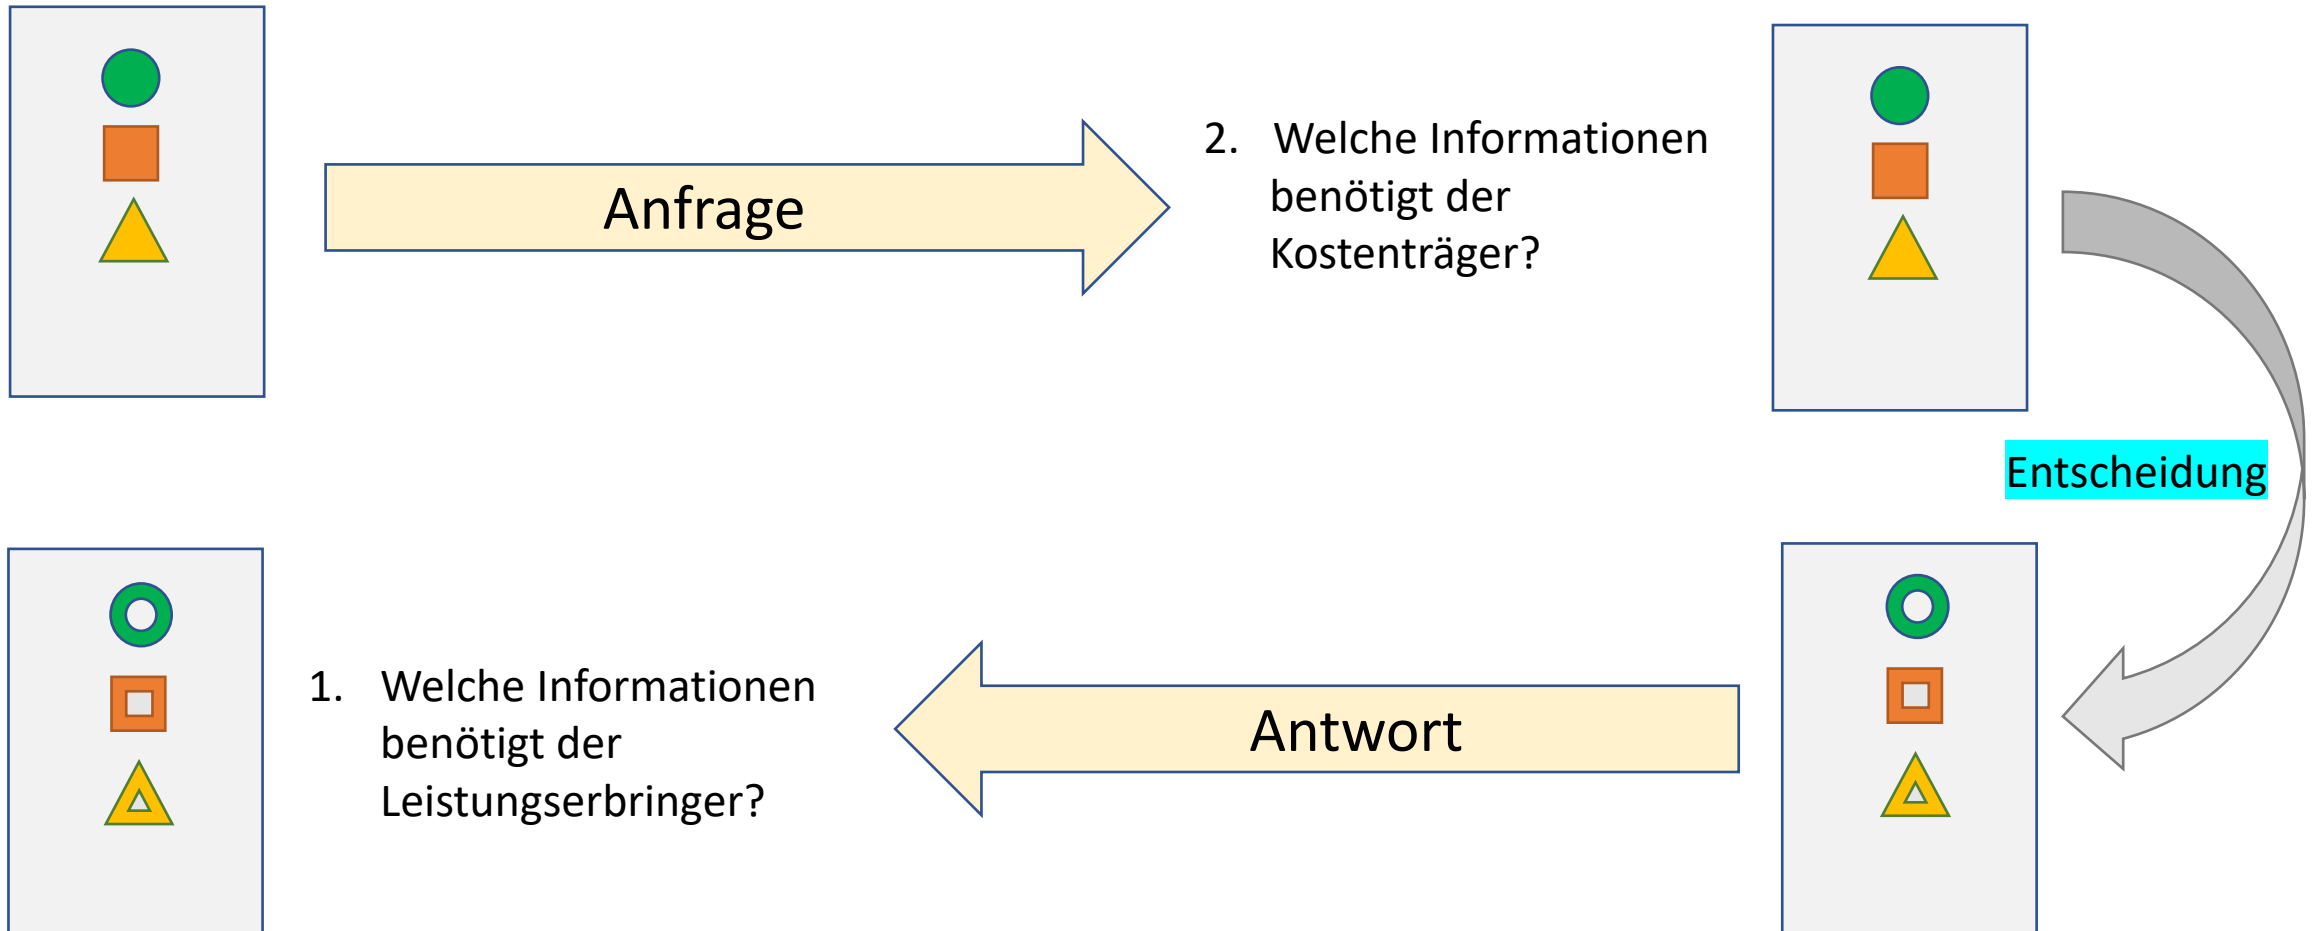 Anfrage
2. Welche Informationen
benötigt der
Kostenträger?
Entscheidung
1. Welche Informationen
benötigt der
Leistungserbringer?
Antwort